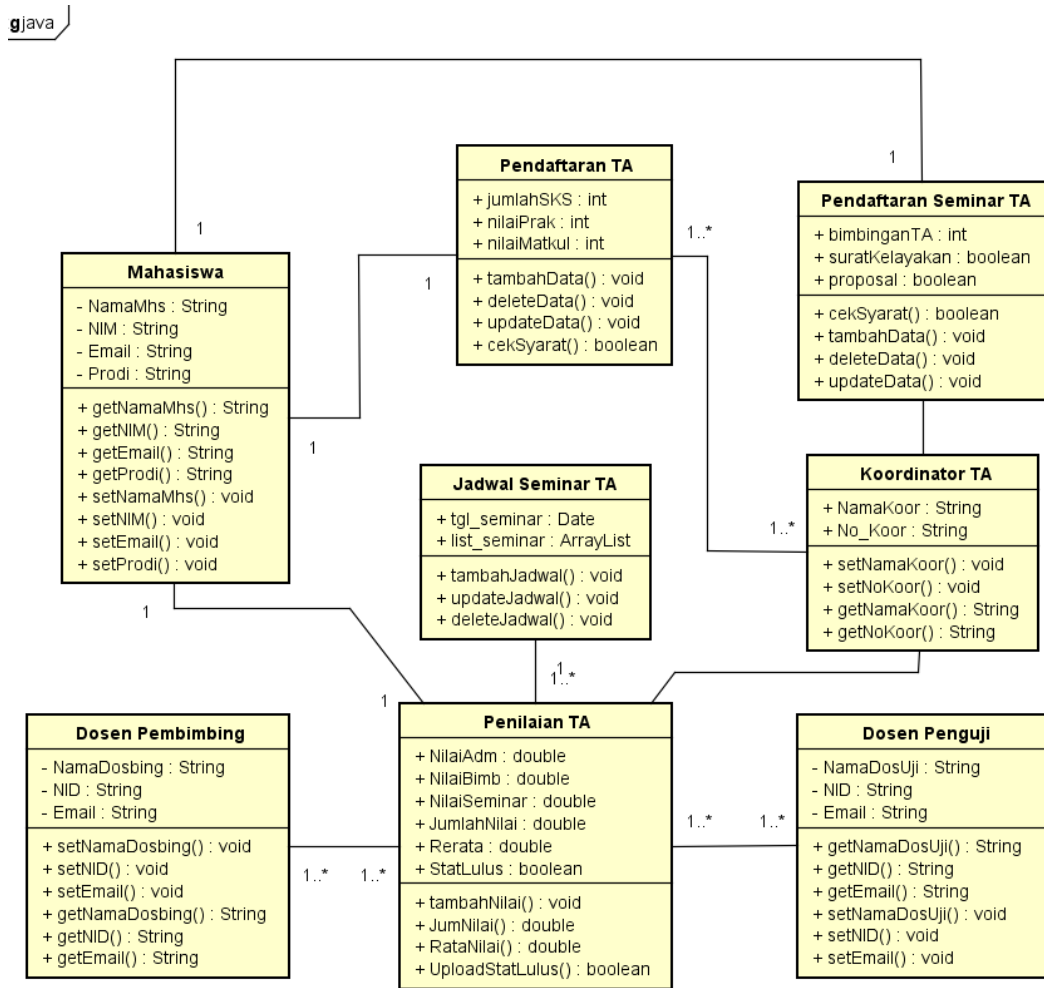 gjava
Pendaftaran TA
+ jumlahSKS : int
+ nilaiPrak : int
+ nilaiMatkul : int
+ tambahData() : void
+ deleteData() : void
+ updateData() : void
+ cekSyarat() : boolean
1
1..*
Pendaftaran Seminar TA
+ bimbinganTA : int
+ suratKelayakan : boolean
+ proposal : boolean
+ cekSyarat() : boolean
+ tambahData() : void
+ deleteData() : void
+ updateData() : void
1
1
Mahasiswa
- NamaMhs : String
- NIM : String
- Email : String
- Prodi : String
+ getNamaMhs() : String
+ getNIM() : String
+ getEmail() : String
+ getProdi() : String
+ setNamaMhs() : void
+ setNIM() : void
+ setEmail() : void
+ setProdi() : void
1
1
Jadwal Seminar TA
+ tgl_seminar : Date
+ list_seminar : ArrayList
+ tambahJadwal() : void
+ updateJadwal() : void
+ deleteJadwal() : void
1
1..*
Koordinator TA
+ NamaKoor : String
+ No_Koor : String
+ setNamaKoor() : void
+ setNoKoor() : void
+ getNamaKoor() : String
+ getNoKoor() : String
1..*
1
Dosen Pembimbing
- NamaDosbing : String
- NID : String
- Email : String
+ setNamaDosbing() : void
+ setNID() : void
+ setEmail() : void
+ getNamaDosbing() : String
+ getNID() : String
+ getEmail() : String
1..*
1..*
Penilaian TA
+ NilaiAdm : double
+ NilaiBimb : double
+ NilaiSeminar : double
+ JumlahNilai : double
+ Rerata : double
+ StatLulus : boolean
+ tambahNilai() : void
+ JumNilai() : double
+ RataNilai() : double
+ UploadStatLulus() : boolean
1..*
1..*
Dosen Penguji
- NamaDosUji : String
- NID : String
- Email : String
+ getNamaDosUji() : String
+ getNID() : String
+ getEmail() : String
+ setNamaDosUji() : void
+ setNID() : void
+ setEmail() : void